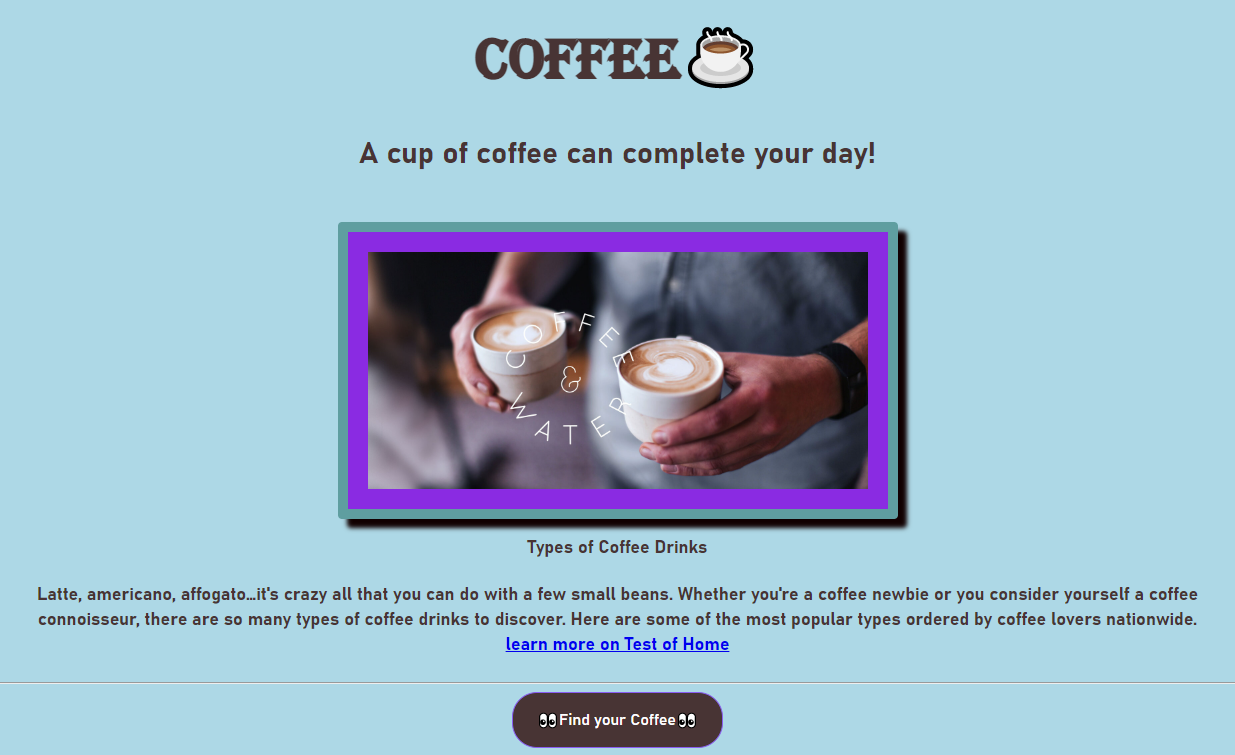 COFFEE☕
A cup of coffee can complete your day!
COFFEE
&
WATER
Types of Coffee Drinks
Latte, americano, affogato...it's crazy all that you can do with a few small beans. Whether you're a coffee newbie or you consider yourself a coffee
connoisseur, there are so many types of coffee drinks to discover. Here are some of the most popular types ordered by coffee lovers nationwide.
learn more on Test of Home
👀Find your Coffee👀